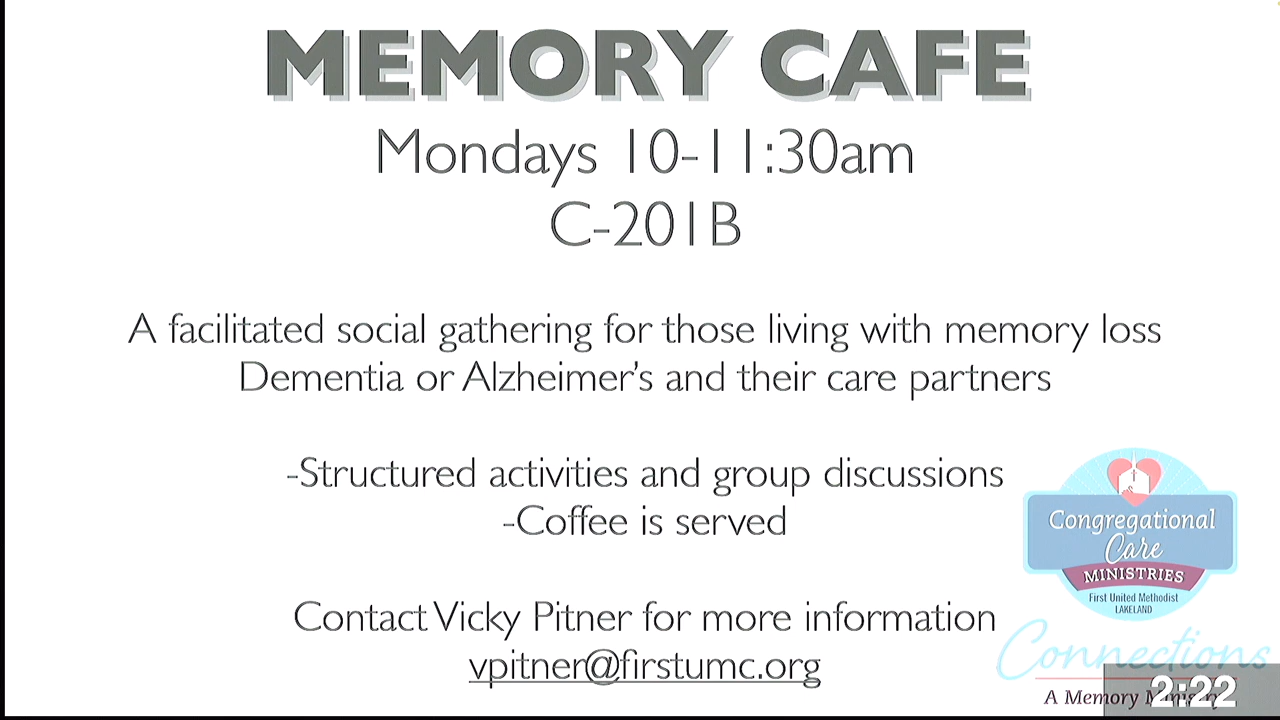 MEMORY CAFE
Mondays 10-11:30am
C-201B
A facilitated social gathering for those living with memory loss
Dementia or Alzheimer's and their care partners
-Structured activities and group discussions
-Coffee is served
Contact Vicky Pitner for more information
vpitner@firstumc.org
Congregational
Care
MINISTRIES
First United Methodist
LAKELAND
Connections
A Memory Ministry
2:22